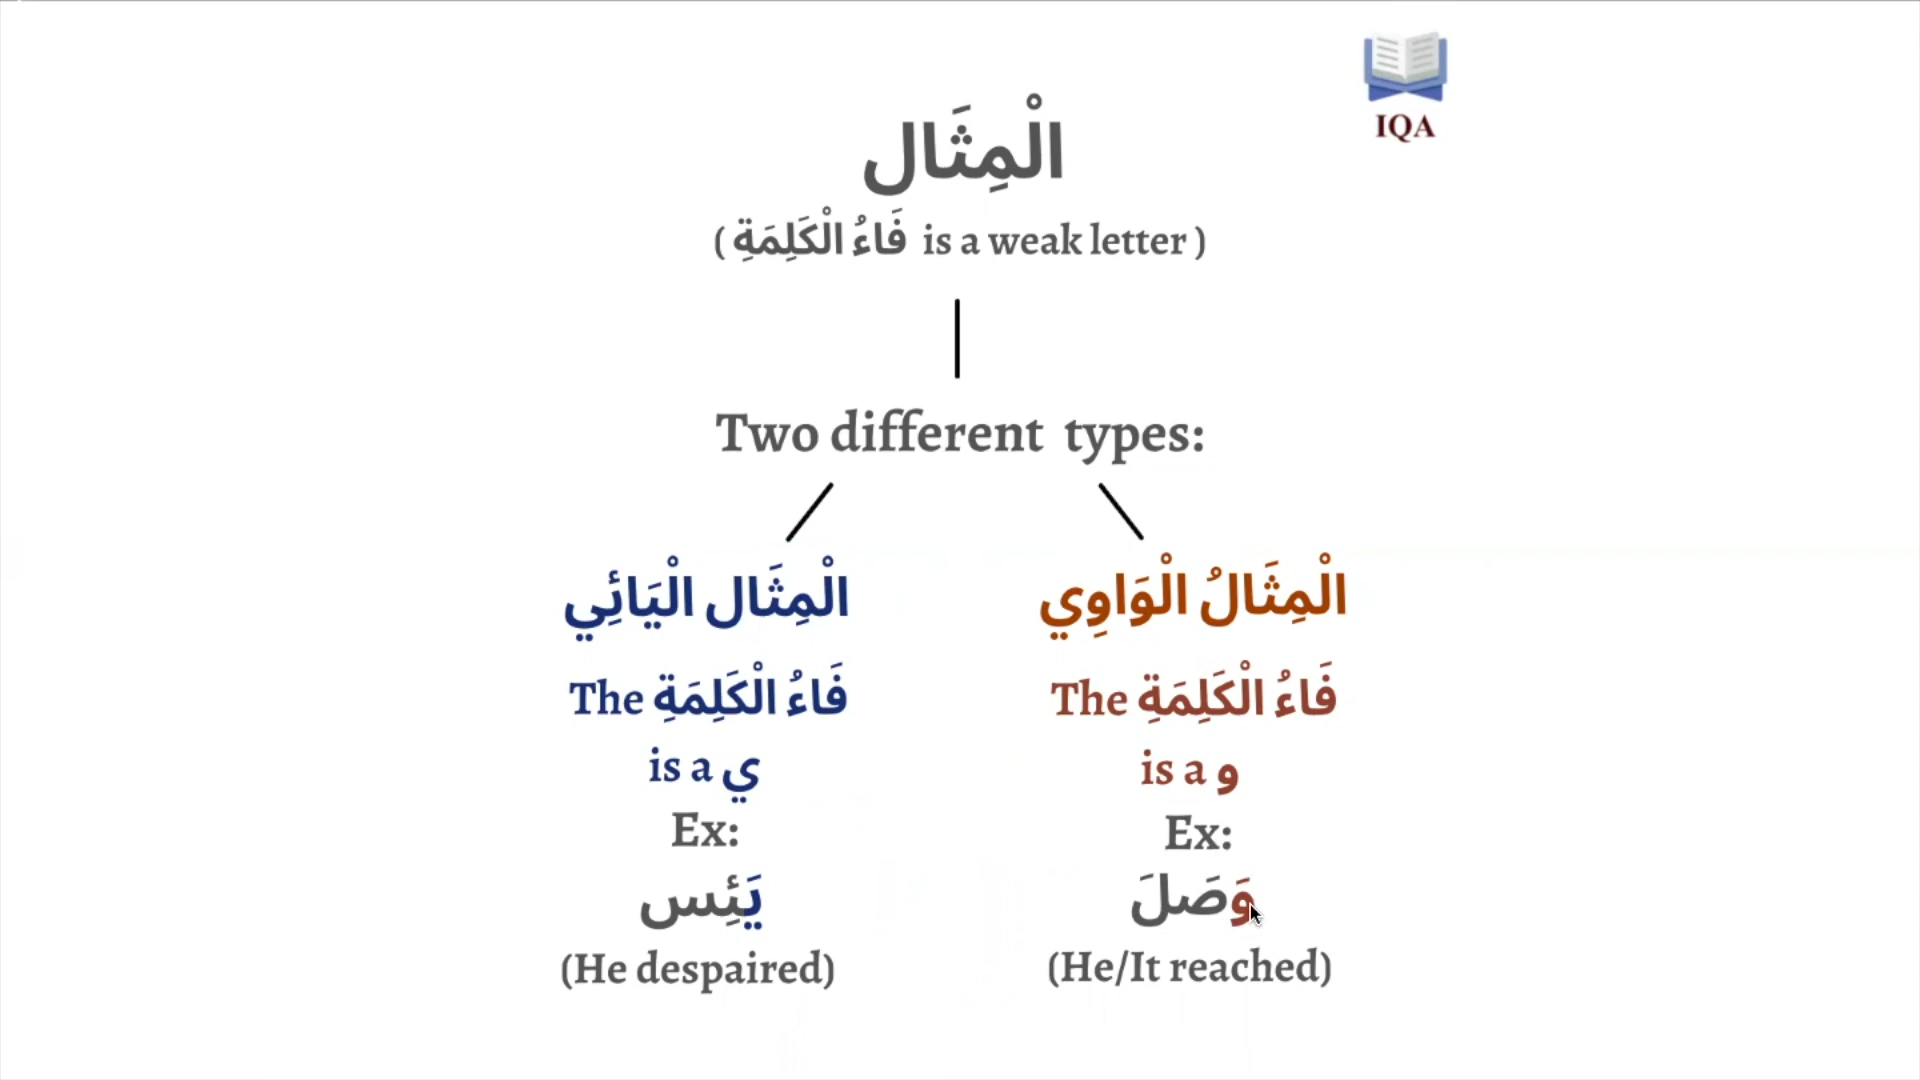 IQA
الْمِثَال
( فَاءُ الْكَلِمَةِ is a weak letter )
Two different types:
الْمِثَال الْيَائِي
The فَاءُ الْكَلِمَةِ
is a ي
Ex:
يَئِس
(He despaired)
الْمِثَالُ الْوَاوِي
The فَاءُ الْكَلِمَةِ
is a و
Ex:
وَصَلَ
(He/It reached)